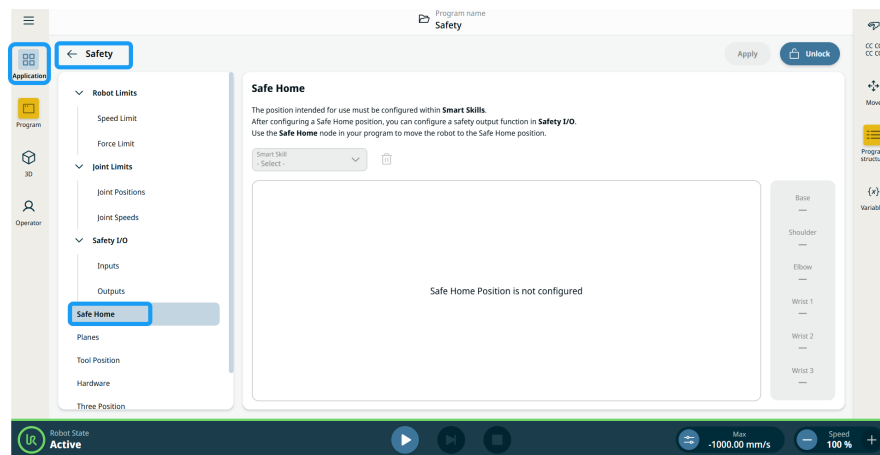 Program name
Safety
Application
Program
3D
Operator
Safety
Apply
Unlock
Robot Limits
Speed Limit
Force Limit
Joint Limits
Joint Positions
Joint Speeds
Safety I/O
Inputs
Outputs
Safe Home
Planes
Tool Position
Hardware
Three Position
Safe Home
The position intended for use must be configured within Smart Skills.
After configuring a Safe Home position, you can configure a safety output function in Safety I/O.
Use the Safe Home node in your program to move the robot to the Safe Home position.
Smart Skill
- Select -
Safe Home Position is not configured
Base
—
Shoulder
—
Elbow
—
Wrist 1
—
Wrist 2
—
Wrist 3
—
Move
{x}
UR
Robot State
Active
Max
-1000.00 mm/s
Speed
100 %